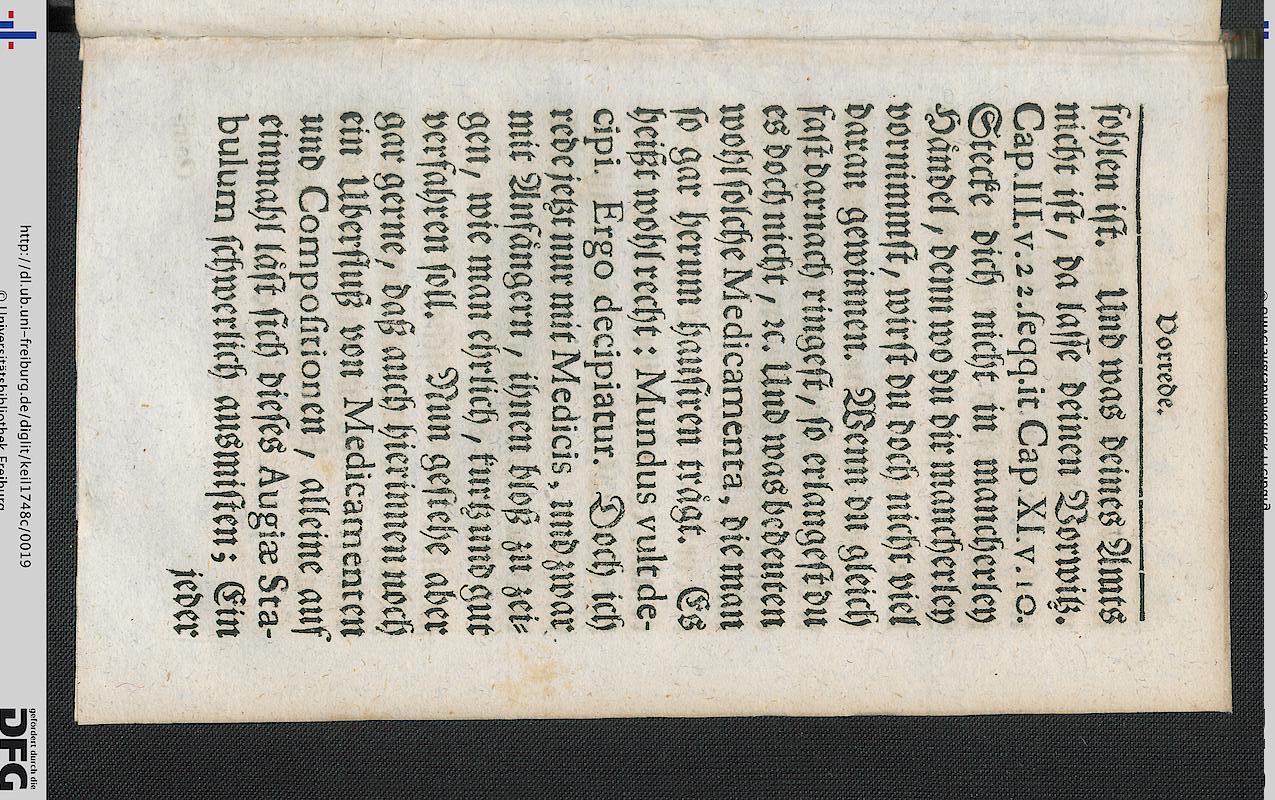 Vorrede.
fohlen ist. Und was deines Amts
nicht ist, da lasse deinen Vorwitz.
Cap. III. v. 22. seqq. it. Cap XI. v. 10.
Stecke dich nicht in mancherley
Händel, denn wo du dir mancherley
vornimmst, wirst du doch nicht viel
daran gewinnen. Wenn du gleich
fast darnach ringest, so erlangest du
es doch nicht, ꝛc. Und was bedeuten
wohl solche Medicamenta, die man
so gar herum hausiren trägt. Es
heißt wohl recht: Mundus vult de-
cipi. Ergo decipiatur. Doch ich
rede jetzt nur mit Medicis, und zwar
mit Anfängern, ihnen bloß zu zei-
gen, wie man ehrlich, kurtz und gut
verfahren soll. Nun gestehe aber
gar gerne, daß auch hierinnen noch
ein Uberfluß von Medicamenten
und Compositionen, alleine auf
einmahl läst sich dieses Augiæ Sta-
bulum schwerlich ausmisten; Ein
jeder
http://dl.ub.uni-freiburg.de/diglit/keil1748c/0019
© Universitätsbibliothek Freiburg
gefördert durch die
DFG